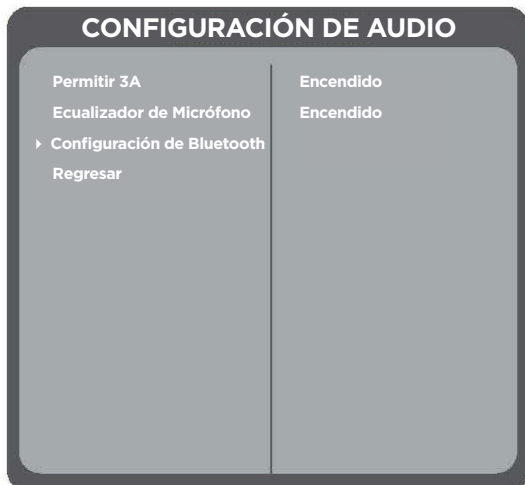 CONFIGURACIÓN DE AUDIO
Permitir 3A Encendido
Ecualizador de Micrófono Encendido
Configuración de Bluetooth
Regresar